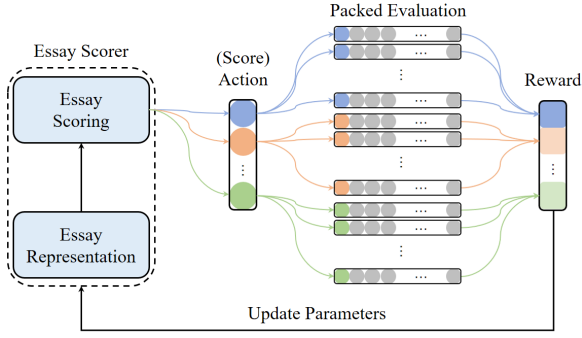 Packed Evaluation
Essay Scorer
(Score)
Action
Reward
Essay
Scoring
Essay
Representation
Update Parameters